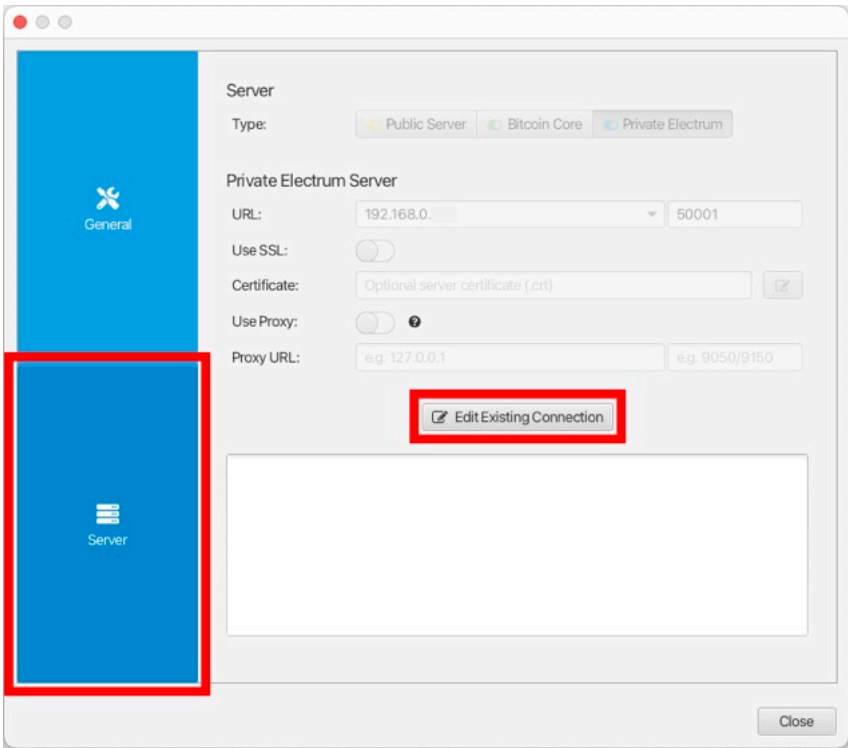 General
Server
Server
Type:
Public Server
Bitcoin Core
Private Electrum
Private Electrum Server
URL:
192.168.0.
50001
Use SSL:
Certificate:
Optional server certificate (.crt)
Use Proxy:
Proxy URL:
e.g. 127.0.0.1
e.g. 9050/9150
Edit Existing Connection
Close